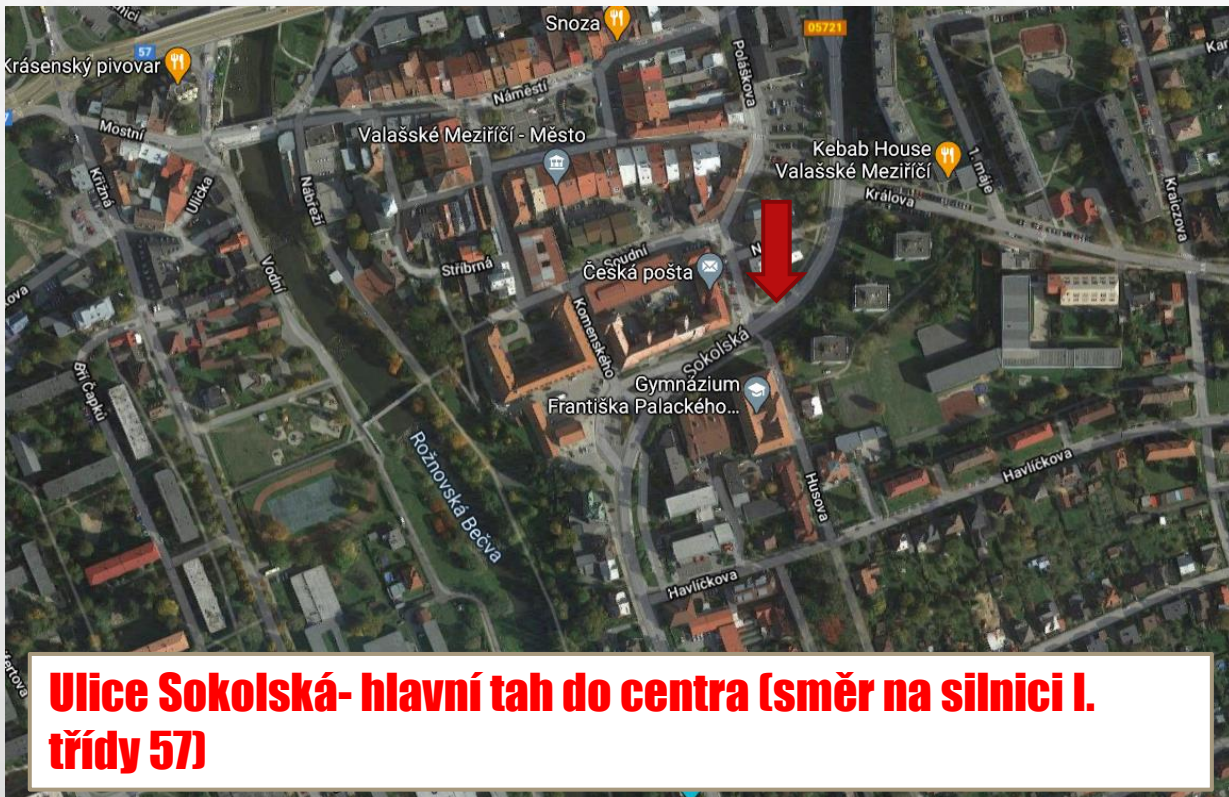 Snoza
05721
57
Krásenský pivovar
Náměstí
Poláškova
Mostní
Valašské Meziříčí - Město
Kebab House
Valašské Meziříčí
1. máje
Králova
Kraiczova
Křižná
Ulička
Nábřeží
Vodní
Stříbrná
Soudní
Česká pošta
Komenského
Sokolská
Gymnázium
Františka Palackého...
Bří Čapků
Rožnovská Bečva
Husova
Havlíčkova
Havlíčkova
Ulice Sokolská- hlavní tah do centra (směr na silnici I.
třídy 57)